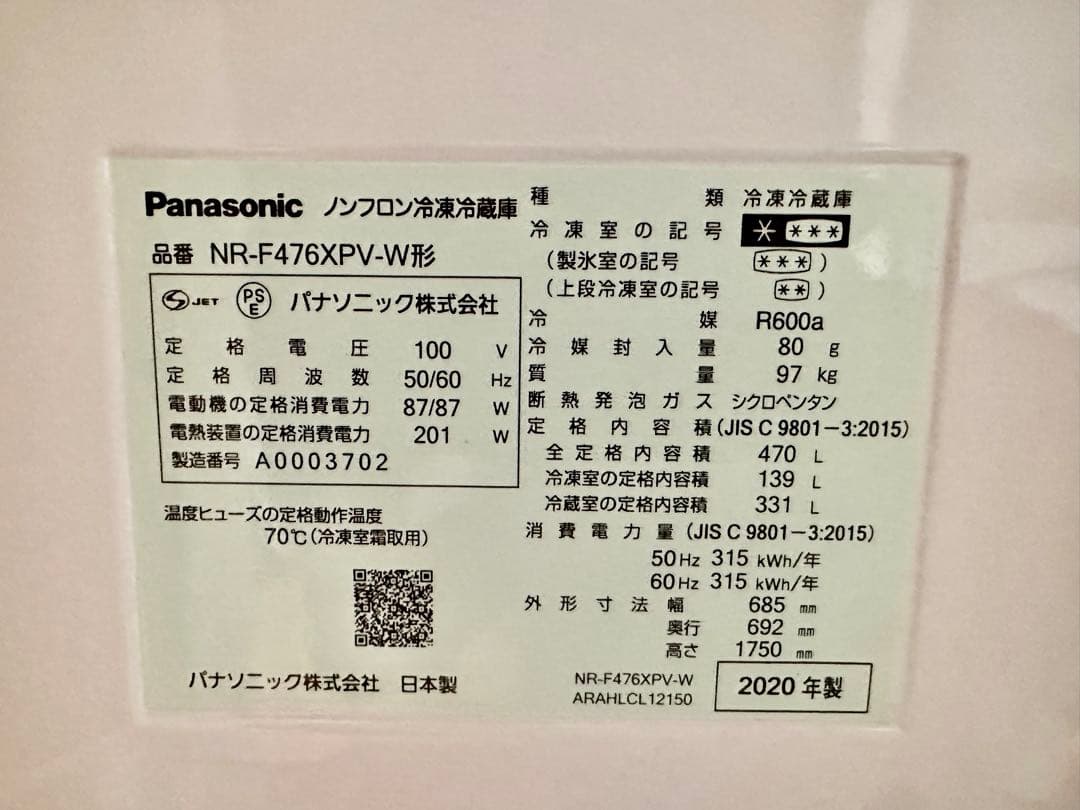 Panasonic ノンフロン冷凍冷蔵庫
品番 NR-F476XPV-W形
JET PSE パナソニック株式会社
定格電圧 100 V
定格周波数 50/60 Hz
電動機の定格消費電力 87/87 W
電熱装置の定格消費電力 201 W
製造番号 A0003702
温度ヒューズの定格動作温度
70℃(冷凍室霜取用)
パナソニック株式会社 日本製
種類 冷凍冷蔵庫
冷凍室の記号 * ***
(製氷室の記号 ***)
(上段冷凍室の記号 **)
冷媒 R600a
冷媒封入量 80 g
質量 97 kg
断熱発泡ガス シクロペンタン
定格内容積(JIS C 9801-3:2015)
全定格内容積 470 L
冷凍室の定格内容積 139 L
冷蔵室の定格内容積 331 L
消費電力量(JIS C 9801-3:2015)
50Hz 315 kWh/年
60Hz 315 kWh/年
外形寸法 幅 685 mm
奥行 692 mm
高さ 1750 mm
NR-F476XPV-W
ARAHLCL12150
2020年製